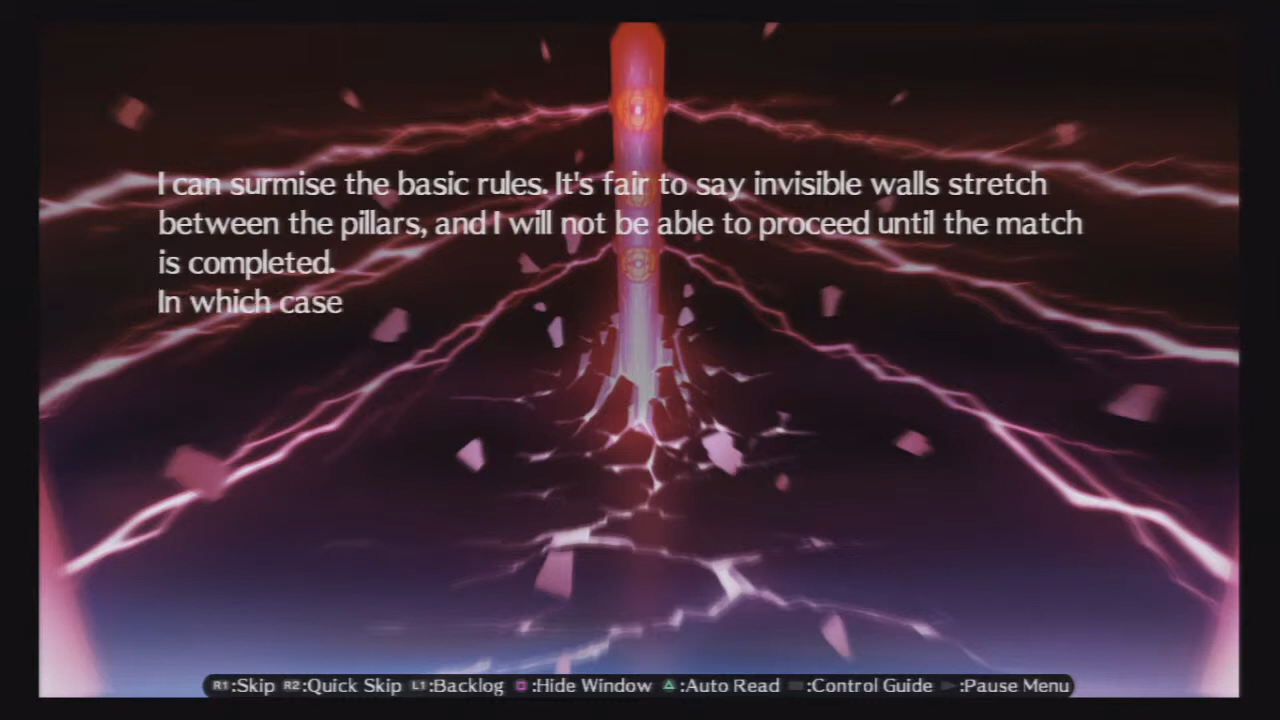 I can surmise the basic rules. It's fair to say invisible walls stretch
between the pillars, and I will not be able to proceed until the match
is completed.
In which case
R1:Skip R2:Quick Skip L1:Backlog :Hide Window :Auto Read :Control Guide :Pause Menu